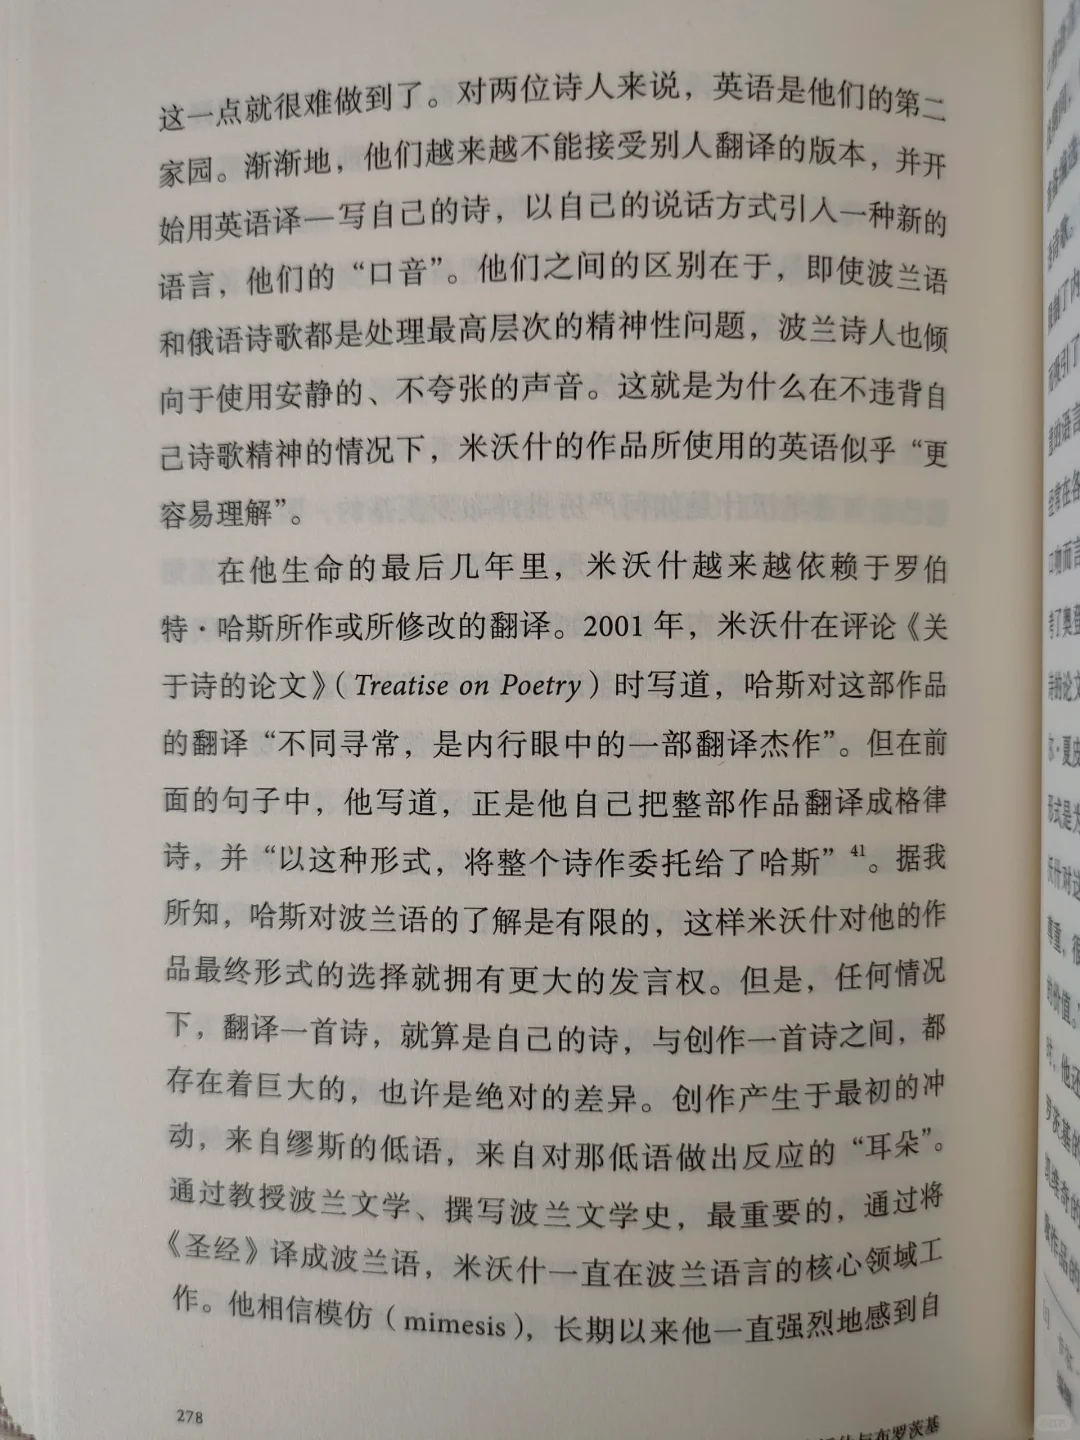 这一点就很难做到了。对两位诗人来说，英语是他们的第二
家园。渐渐地，他们越来越不能接受别人翻译的版本，并开
始用英语译—写自己的诗，以自己的说话方式引入一种新的
语言，他们的“口音”。他们之间的区别在于，即使波兰语
和俄语诗歌都是处理最高层次的精神性问题，波兰诗人也倾
向于使用安静的、不夸张的声音。这就是为什么在不违背自
己诗歌精神的情况下，米沃什的作品所使用的英语似乎“更
容易理解”。
在他生命的最后几年里，米沃什越来越依赖于罗伯
特·哈斯所作或所修改的翻译。2001 年，米沃什在评论《关
于诗的论文》（Treatise on Poetry）时写道，哈斯对这部作品
的翻译“不同寻常，是内行眼中的一部翻译杰作”。但在前
面的句子中，他写道，正是他自己把整部作品翻译成格律
诗，并“以这种形式，将整个诗作委托给了哈斯”41。据我
所知，哈斯对波兰语的了解是有限的，这样米沃什对他的作
品最终形式的选择就拥有更大的发言权。但是，任何情况
下，翻译一首诗，就算是自己的诗，与创作一首诗之间，都
存在着巨大的，也许是绝对的差异。创作产生于最初的冲
动，来自缪斯的低语，来自对那低语做出反应的“耳朵”。
通过教授波兰文学、撰写波兰文学史，最重要的，通过将
《圣经》译成波兰语，米沃什一直在波兰语言的核心领域工
作。他相信模仿（mimesis），长期以来他一直强烈地感到自
278
与布罗茨基